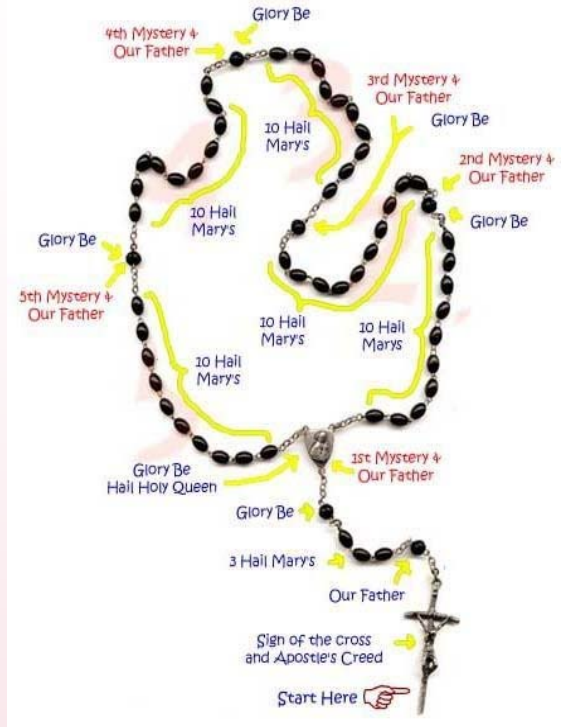 Glory Be
4th Mystery &
Our Father
3rd Mystery &
Our Father
Glory Be
10 Hail
Mary's
2nd Mystery &
Our Father
Glory Be
10 Hail
Mary's
Glory Be
5th Mystery &
Our Father
10 Hail
Mary's
10 Hail
Mary's
10 Hail
Mary's
Glory Be
Hail Holy Queen
1st Mystery &
Our Father
Glory Be
3 Hail Mary's
Our Father
Sign of the cross
and Apostle's Creed
Start Here